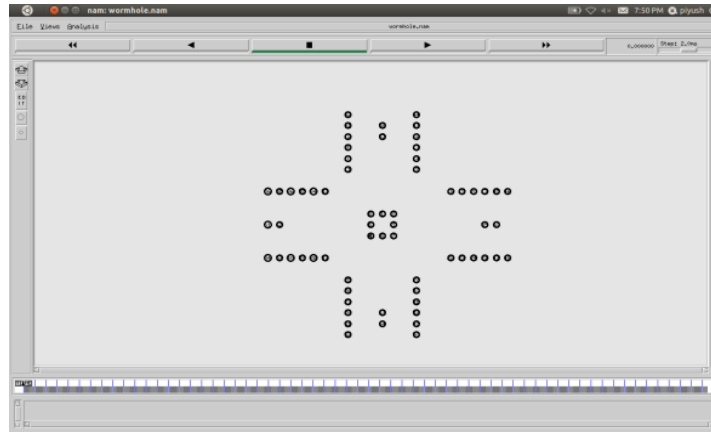 nam: wormhole.nam 7:50 PM piyush
File Views Analysis wormhole.nam
0.000000 Step: 2.0ms